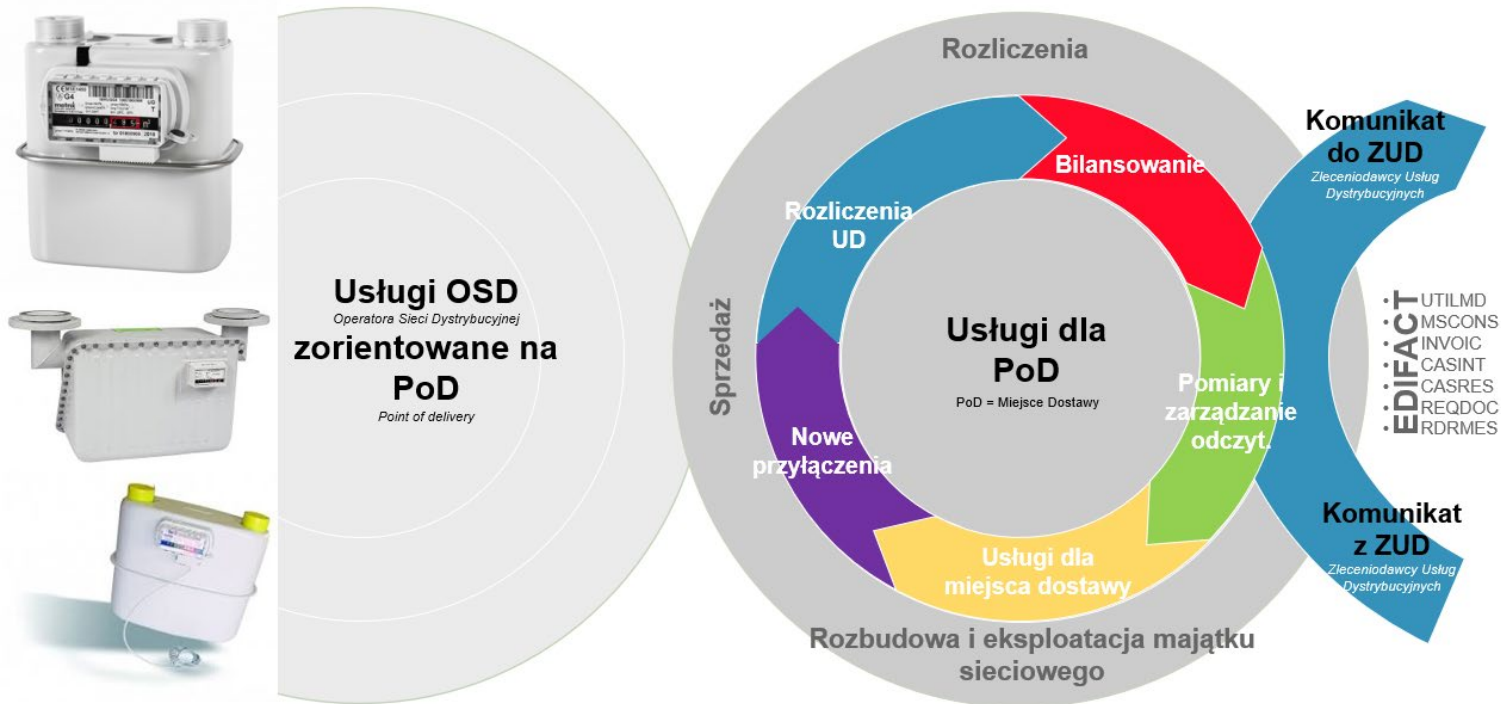 G4
Usługi OSD
Operatora Sieci Dystrybucyjnej
zorientowane na
PoD
Point of delivery
Rozliczenia
Sprzedaż
Rozbudowa i eksploatacja majątku
sieciowego
Bilansowanie
Rozliczenia
UD
Nowe
przyłączenia
Usługi dla
PoD
PoD = Miejsce Dostawy
Pomiary i
zarządzanie
odczyt.
Usługi dla
miejsca dostawy
Komunikat
do ZUD
Zleceniodawcy Usług
Dystrybucyjnych
EDIFACT
• UTILMD
• MSCONS
• INVOIC
• CASINT
• CASRES
• REQDOC
• RDRMES
Komunikat
z ZUD
Zleceniodawcy Usług
Dystrybucyjnych